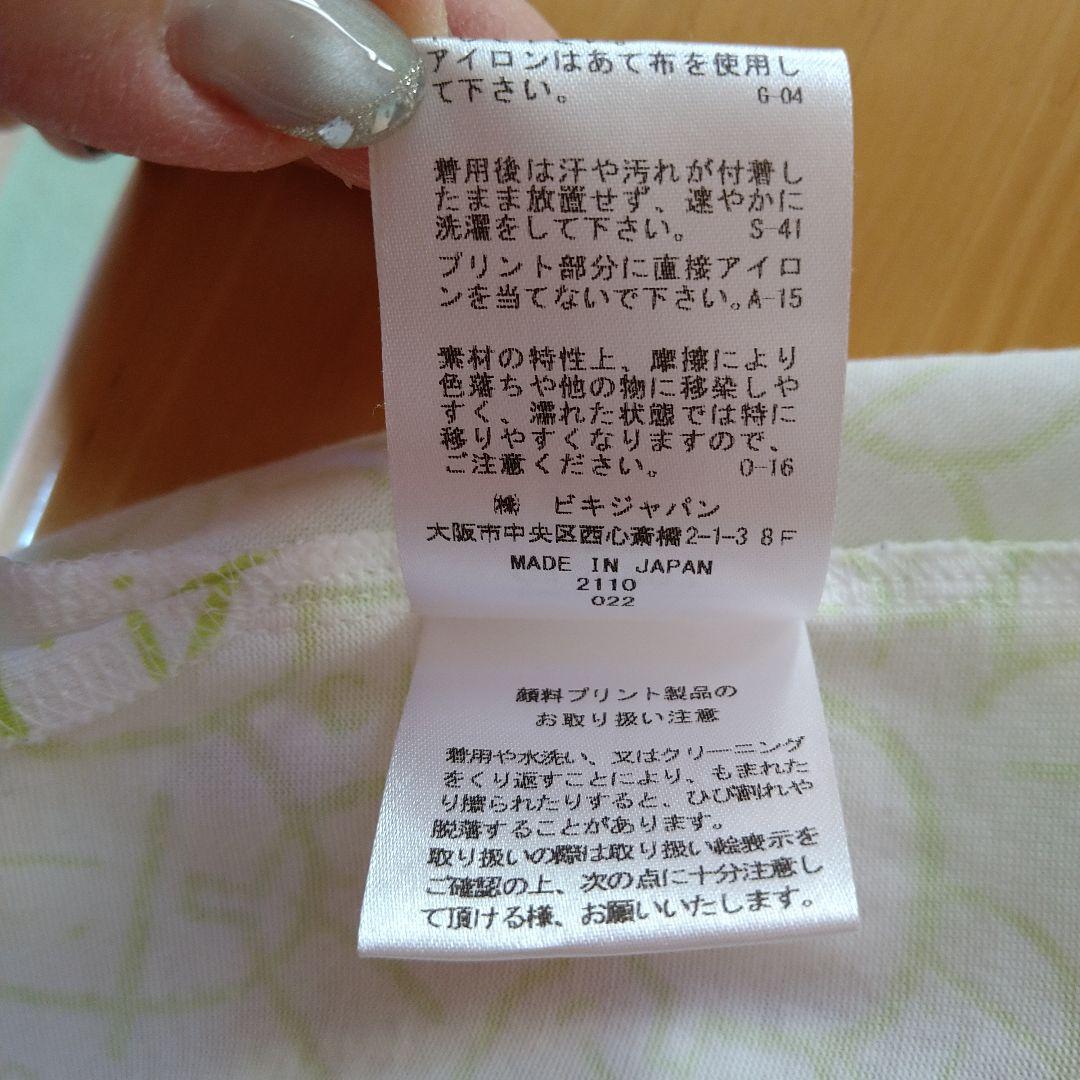 アイロンはあて布を使用し
て下さい。 G-04
着用後は汗や汚れが付着し
たまま放置せず、速やかに
洗濯をして下さい。 S-41
プリント部分に直接アイロ
ンを当てないで下さい。A-15
素材の特性上、摩擦により
色落ちや他の物に移染しや
すく、濡れた状態では特に
移りやすくなりますので、
ご注意ください。 O-16
㈱ ビキジャパン
大阪市中央区西心斎橋2-1-3 8F
MADE IN JAPAN
2110
022
顔料プリント製品の
お取り扱い注意
着用や水洗い、又はクリーニング
をくり返すことにより、もまれた
り擦られたりすると、ひび割れや
脱落することがあります。
取り扱いの際は取り扱い絵表示を
ご確認の上、次の点に十分注意し
て頂ける様、お願いいたします。